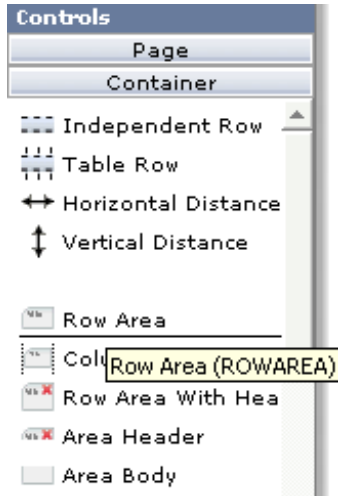 Controls
Page
Container
Independent Row
Table Row
Horizontal Distance
Vertical Distance
Row Area
Colu
Row Area (ROWAREA)
Row Area With Hea
Area Header
Area Body